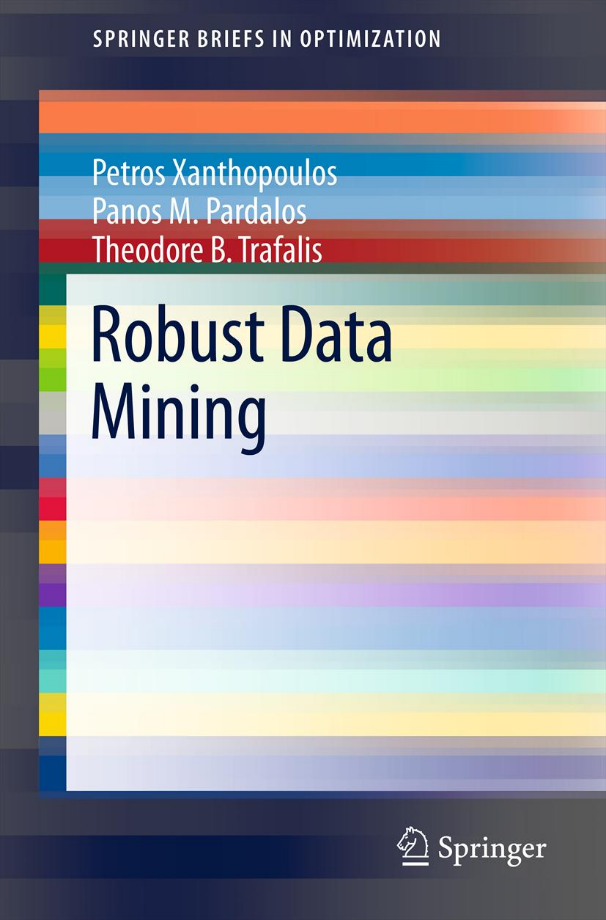 SPRINGER BRIEFS IN OPTIMIZATION
Petros Xanthopoulos
Panos M. Pardalos
Theodore B. Trafalis
Robust Data
Mining
Springer